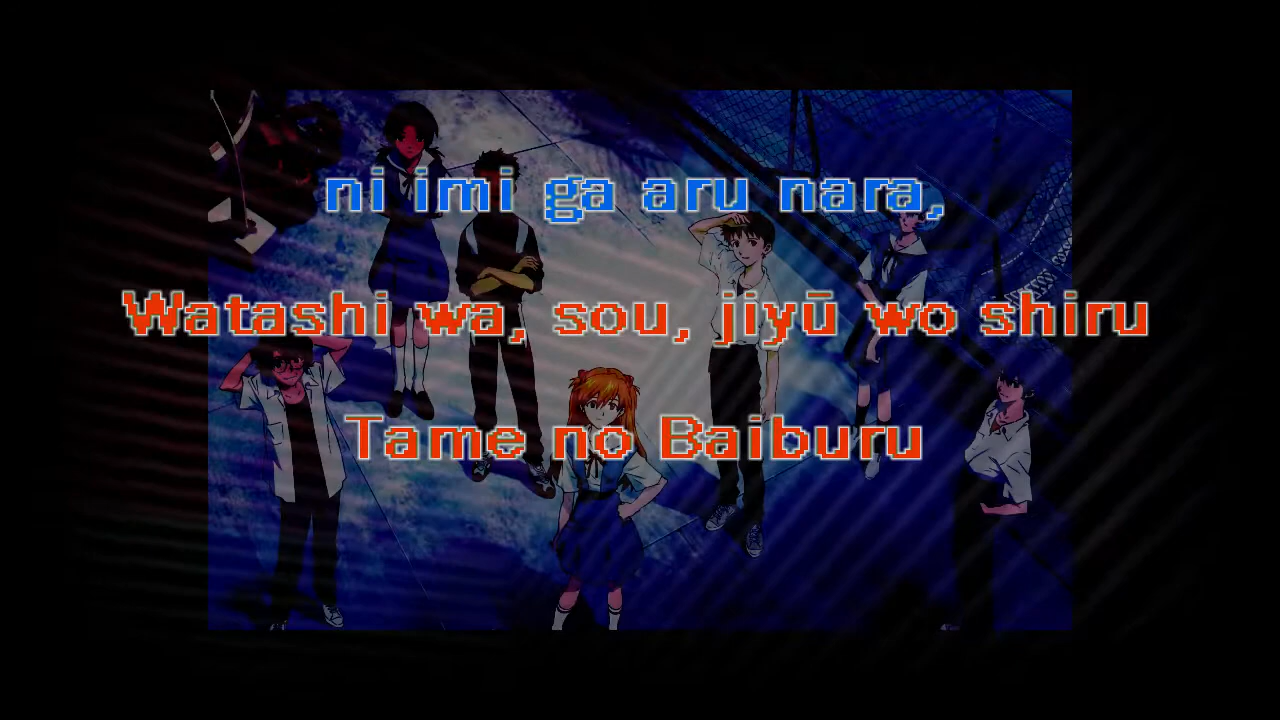 ni imi ga aru nara,
Watashi wa, sou, jiyū wo shiru
Tame no Baiburu